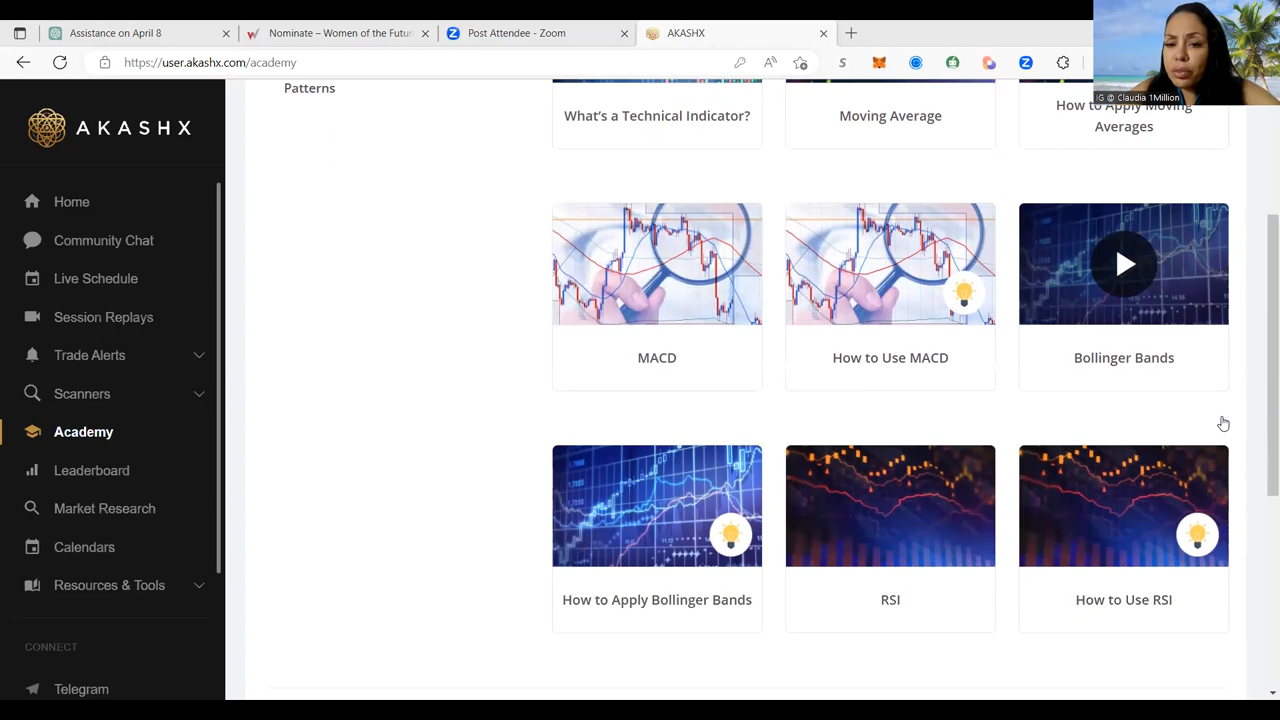 Assistance on April 8
Nominate – Women of the Futur
Post Attendee - Zoom
AKASHX
https://user.akashx.com/academy
IG @ Claudia 1Million
AKASHX
Home
Community Chat
Live Schedule
Session Replays
Trade Alerts
Scanners
Academy
Leaderboard
Market Research
Calendars
Resources & Tools
CONNECT
Telegram
Patterns
What's a Technical Indicator?
Moving Average
How to Apply Moving
Averages
MACD
How to Use MACD
Bollinger Bands
How to Apply Bollinger Bands
RSI
How to Use RSI